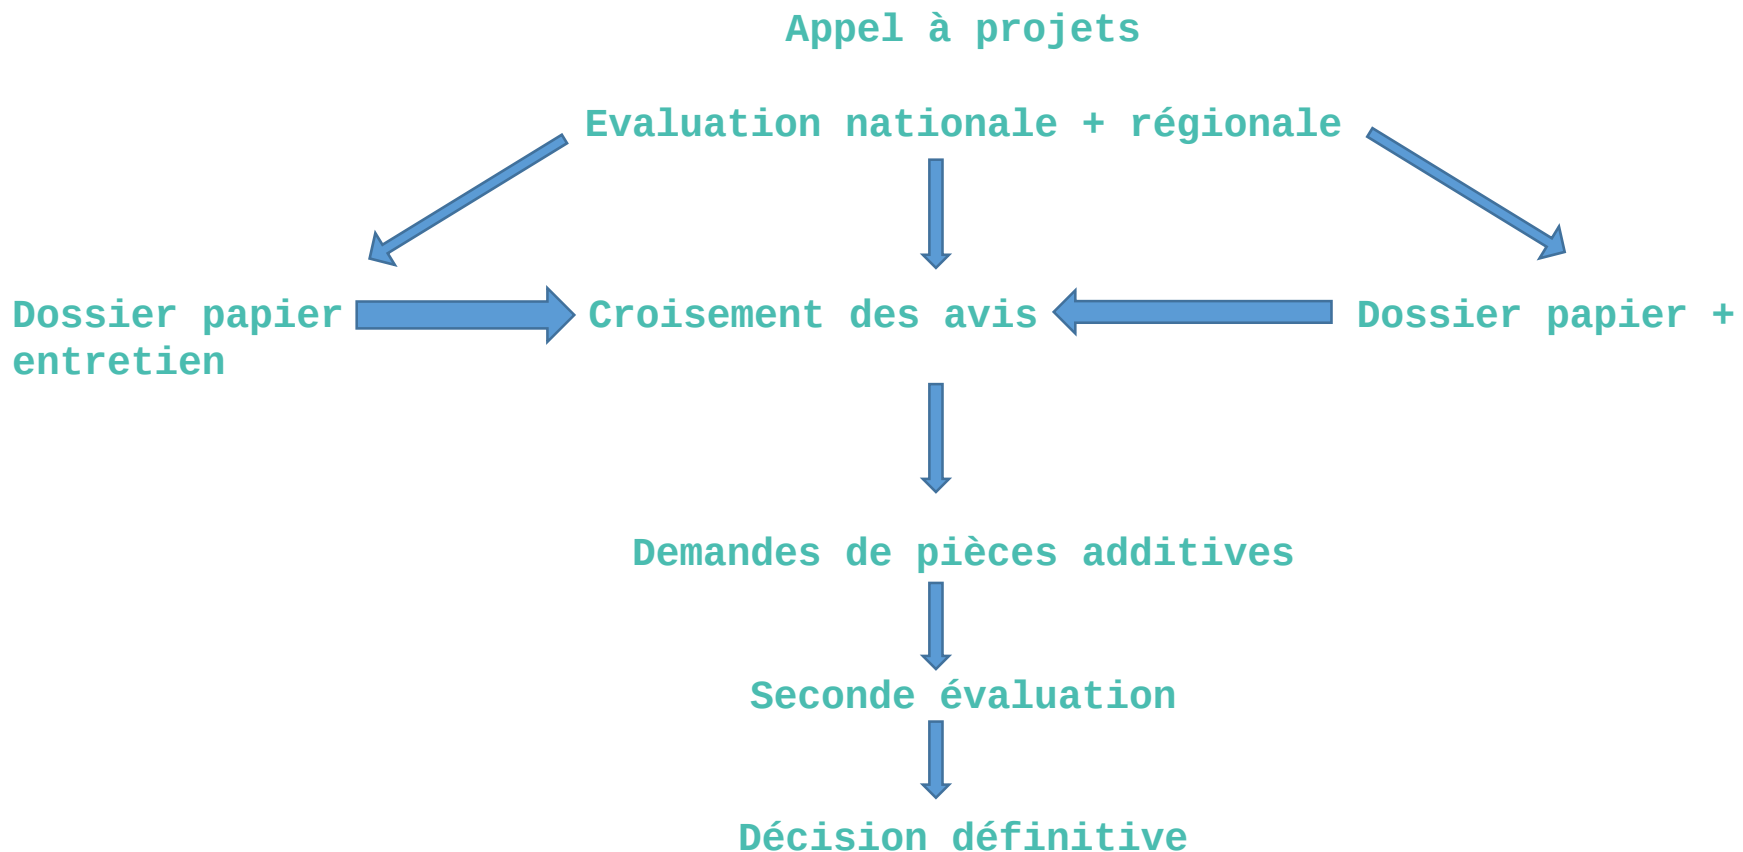 Appel à projets
Evaluation nationale + régionale
Dossier papier Croisement des avis Dossier papier +
entretien
Demandes de pièces additives
Seconde évaluation
Décision définitive